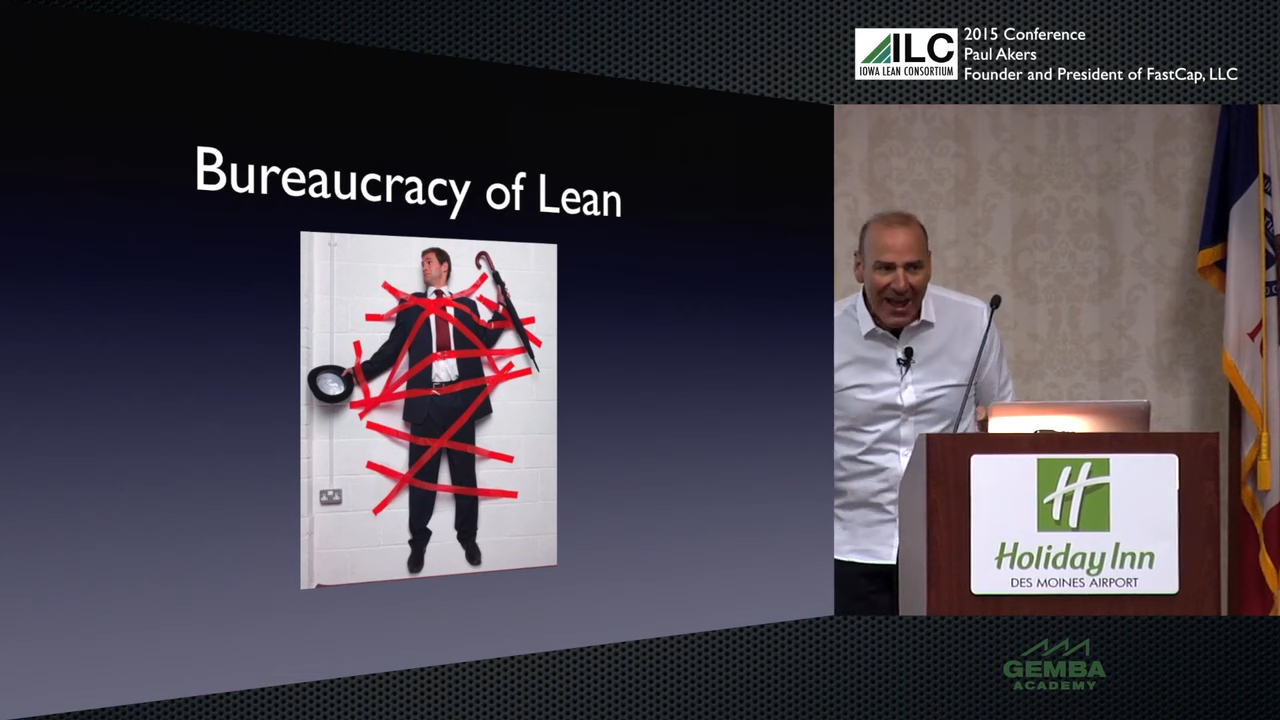 ILC
IOWA LEAN CONSORTIUM
2015 Conference
Paul Akers
Founder and President of FastCap, LLC
Bureaucracy of Lean
H
Holiday Inn
DES MOINES AIRPORT
GEMBA
ACADEMY